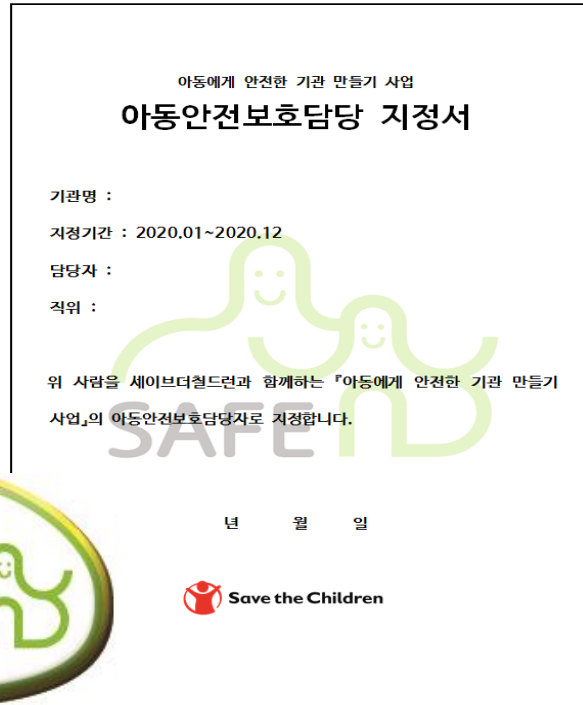 아동에게 안전한 기관 만들기 사업
아동안전보호담당 지정서
기관명 :
지정기간 : 2020.01~2020.12
담당자 :
직위 :
위 사람을 세이브더칠드런과 함께하는 『아동에게 안전한 기관 만들기
사업』의 아동안전보호담당자로 지정합니다.
SAFE
년 월 일
Save the Children